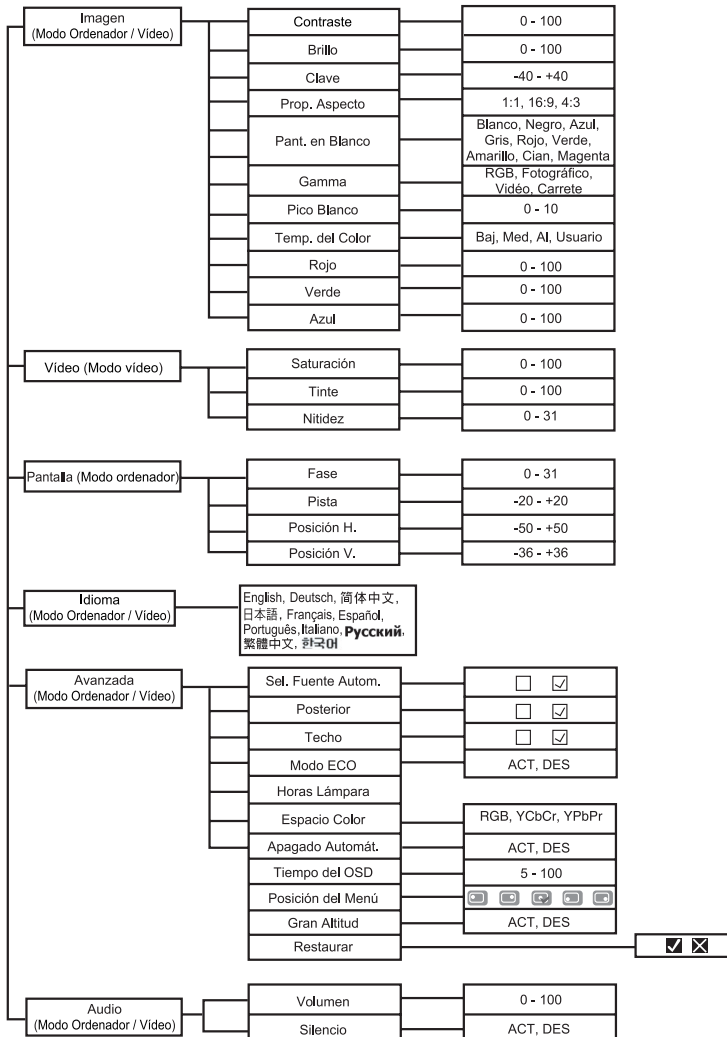 Imagen
(Modo Ordenador / Vídeo)
Contraste
0 - 100
Brillo
0 - 100
Clave
-40 - +40
Prop. Aspecto
1:1, 16:9, 4:3
Pant. en Blanco
Blanco, Negro, Azul,
Gris, Rojo, Verde,
Amarillo, Cian, Magenta
Gamma
RGB, Fotográfico,
Vidéo, Carrete
Pico Blanco
0 - 10
Temp. del Color
Baj, Med, Al, Usuario
Rojo
0 - 100
Verde
0 - 100
Azul
0 - 100
Vídeo (Modo vídeo)
Saturación
0 - 100
Tinte
0 - 100
Nitidez
0 - 31
Pantalla (Modo ordenador)
Fase
0 - 31
Pista
-20 - +20
Posición H.
-50 - +50
Posición V.
-36 - +36
Idioma
(Modo Ordenador / Vídeo)
English, Deutsch, 简体中文,
日本語, Français, Español,
Português, Italiano, Русский,
繁體中文, 한국어
Avanzada
(Modo Ordenador / Vídeo)
Sel. Fuente Autom.
Posterior
Techo
Modo ECO
ACT, DES
Horas Lámpara
Espacio Color
RGB, YCbCr, YPbPr
Apagado Automát.
ACT, DES
Tiempo del OSD
5 - 100
Posición del Menú
Gran Altitud
ACT, DES
Restaurar
Audio
(Modo Ordenador / Vídeo)
Volumen
0 - 100
Silencio
ACT, DES